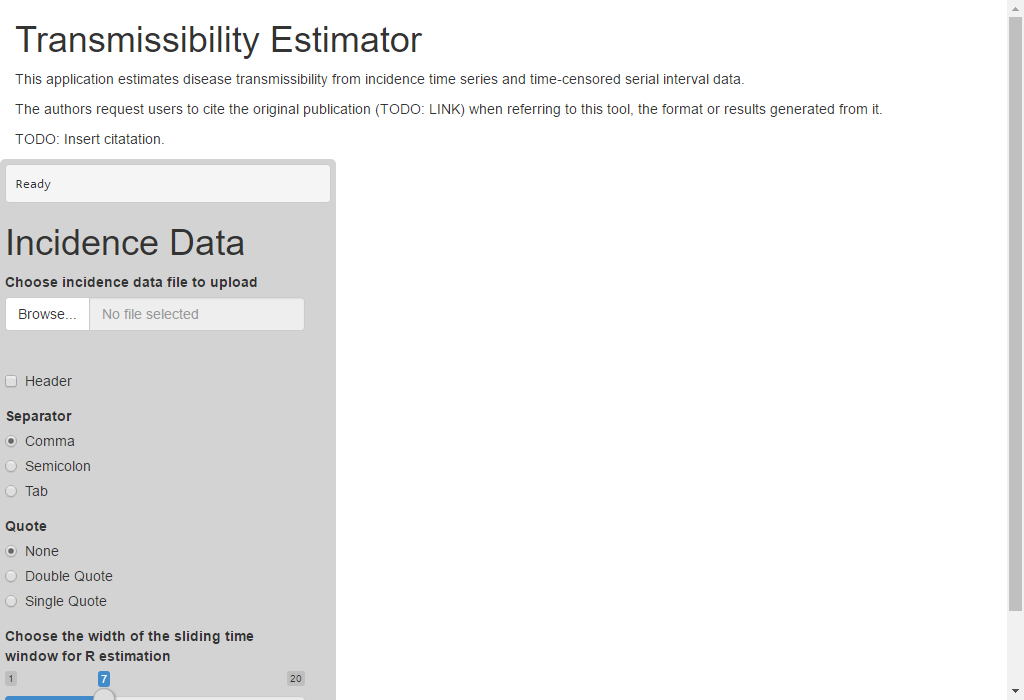 Transmissibility Estimator
This application estimates disease transmissibility from incidence time series and time-censored serial interval data.
The authors request users to cite the original publication (TODO: LINK) when referring to this tool, the format or results generated from it.
TODO: Insert citatation.
Ready
Incidence Data
Choose incidence data file to upload
Browse... No file selected
Header
Separator
Comma
Semicolon
Tab
Quote
None
Double Quote
Single Quote
Choose the width of the sliding time
window for R estimation
1 7 20